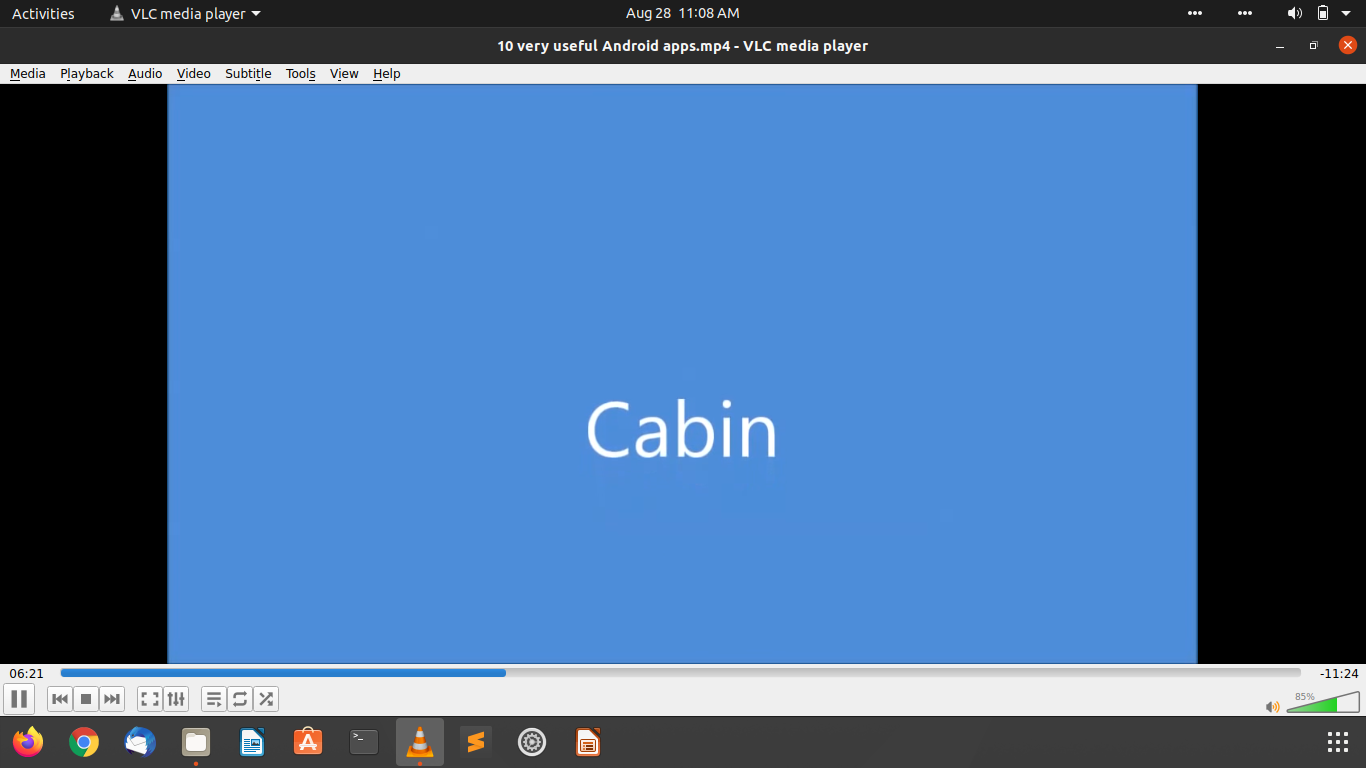 Activities VLC media player Aug 28 11:08 AM
10 very useful Android apps.mp4 - VLC media player
Media Playback Audio Video Subtitle Tools View Help
Cabin
06:21 -11:24
85%